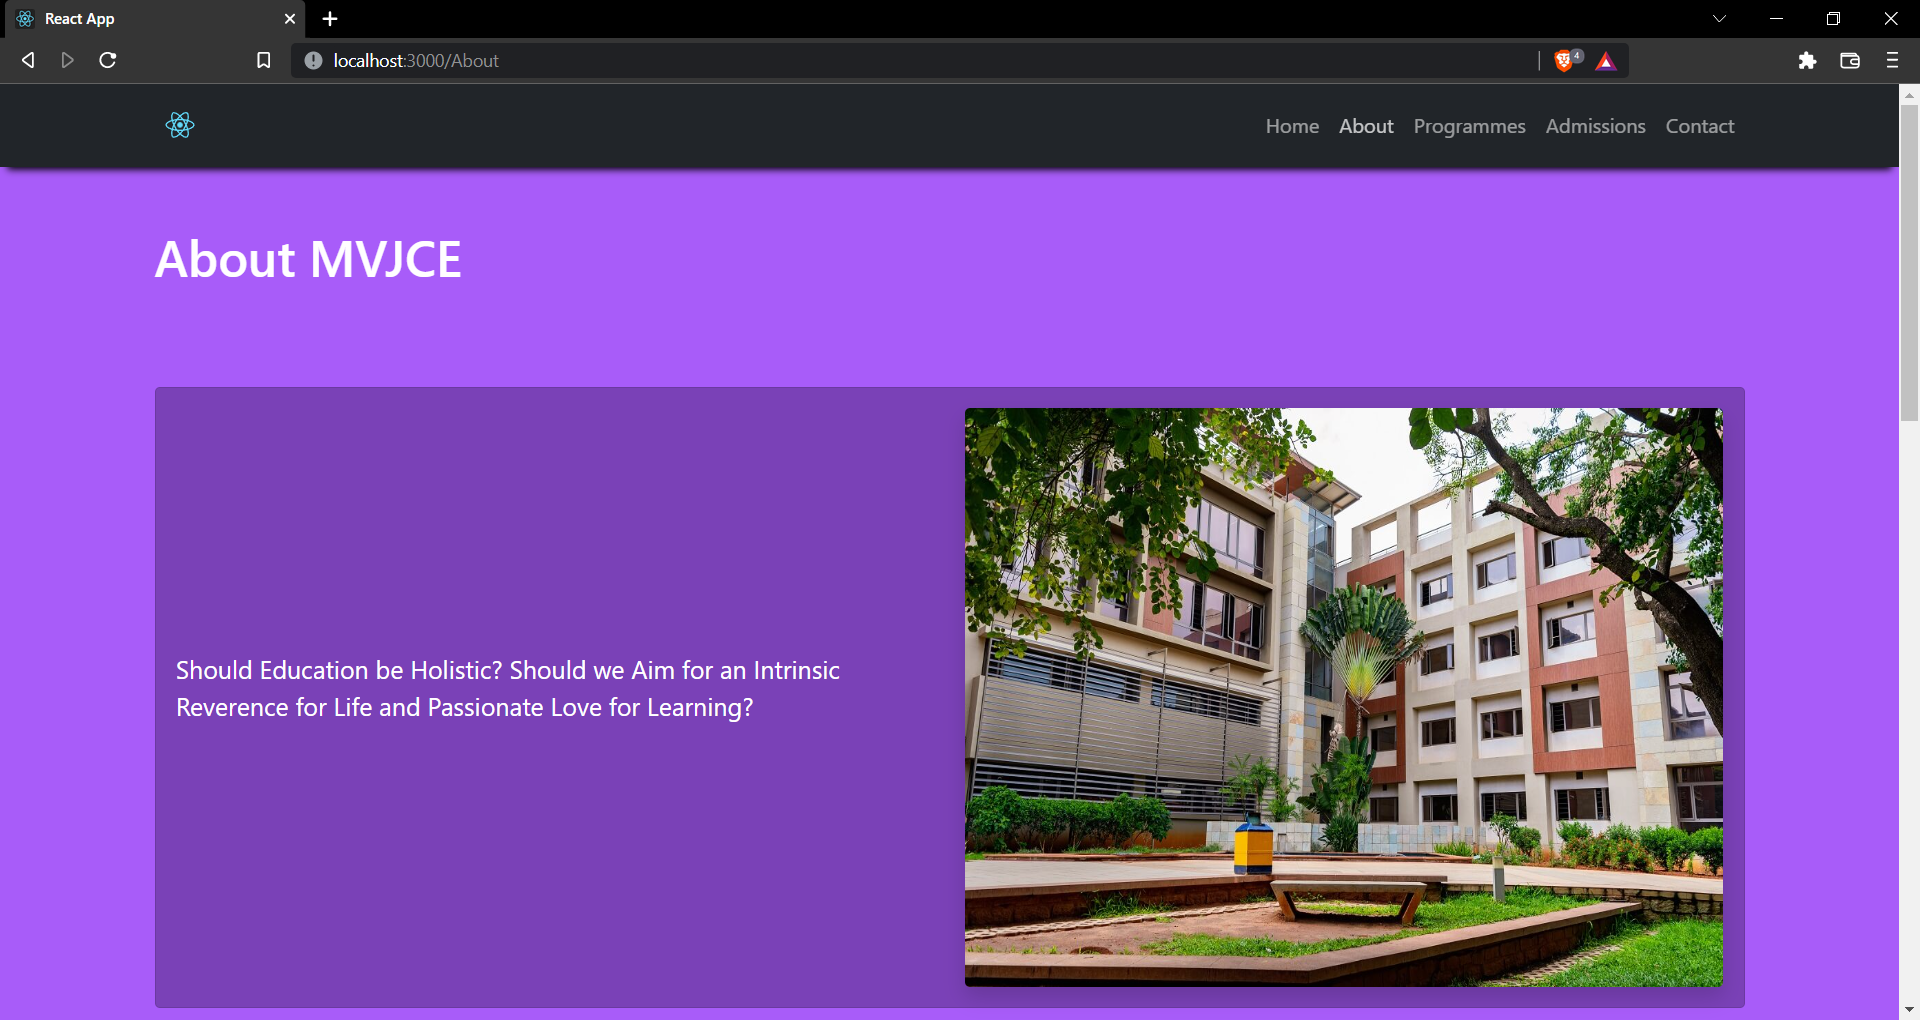 React App
localhost:3000/About
4
Home About Programmes Admissions Contact
About MVJCE
Should Education be Holistic? Should we Aim for an Intrinsic
Reverence for Life and Passionate Love for Learning?